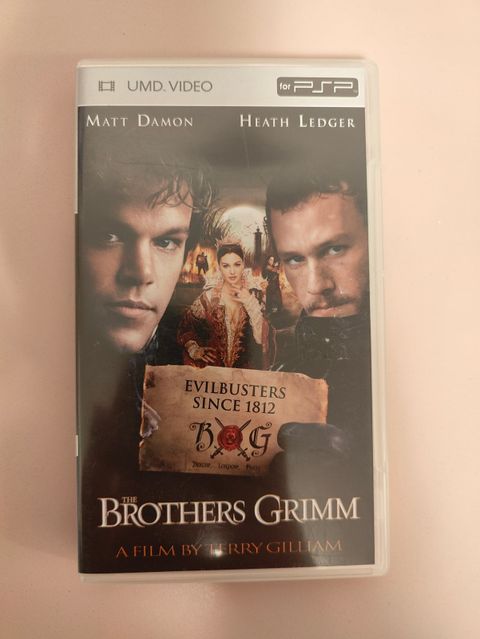 UMD. VIDEO
for PSP
MATT DAMON
HEATH LEDGER
EVILBUSTERS
SINCE 1812
B G
THE
BROTHERS GRIMM
A FILM BY TERRY GILLIAM